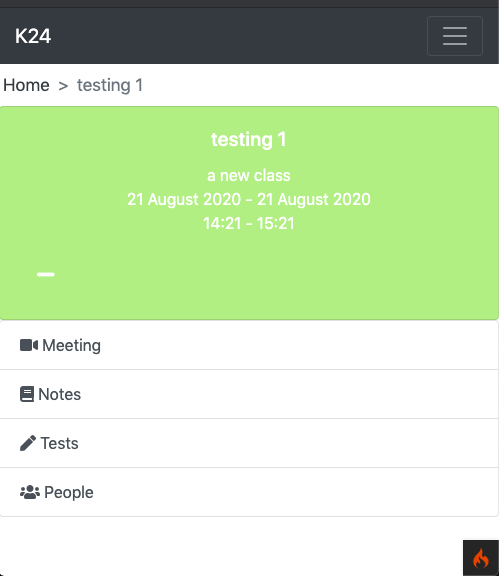 K24
Home > testing 1
testing 1
a new class
21 August 2020 - 21 August 2020
14:21 - 15:21
Meeting
Notes
Tests
People